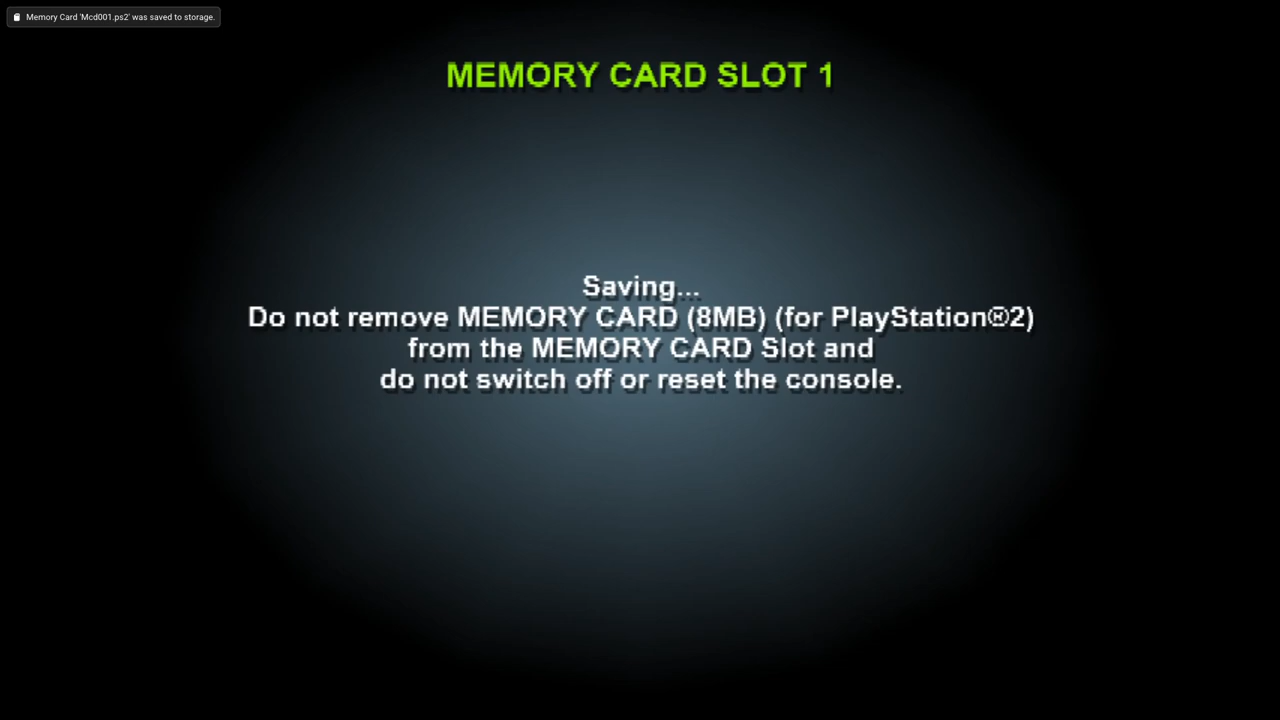 Memory Card 'Mcd001.ps2' was saved to storage.
MEMORY CARD SLOT 1
Saving...
Do not remove MEMORY CARD (8MB) (for PlayStation®2)
from the MEMORY CARD Slot and
do not switch off or reset the console.